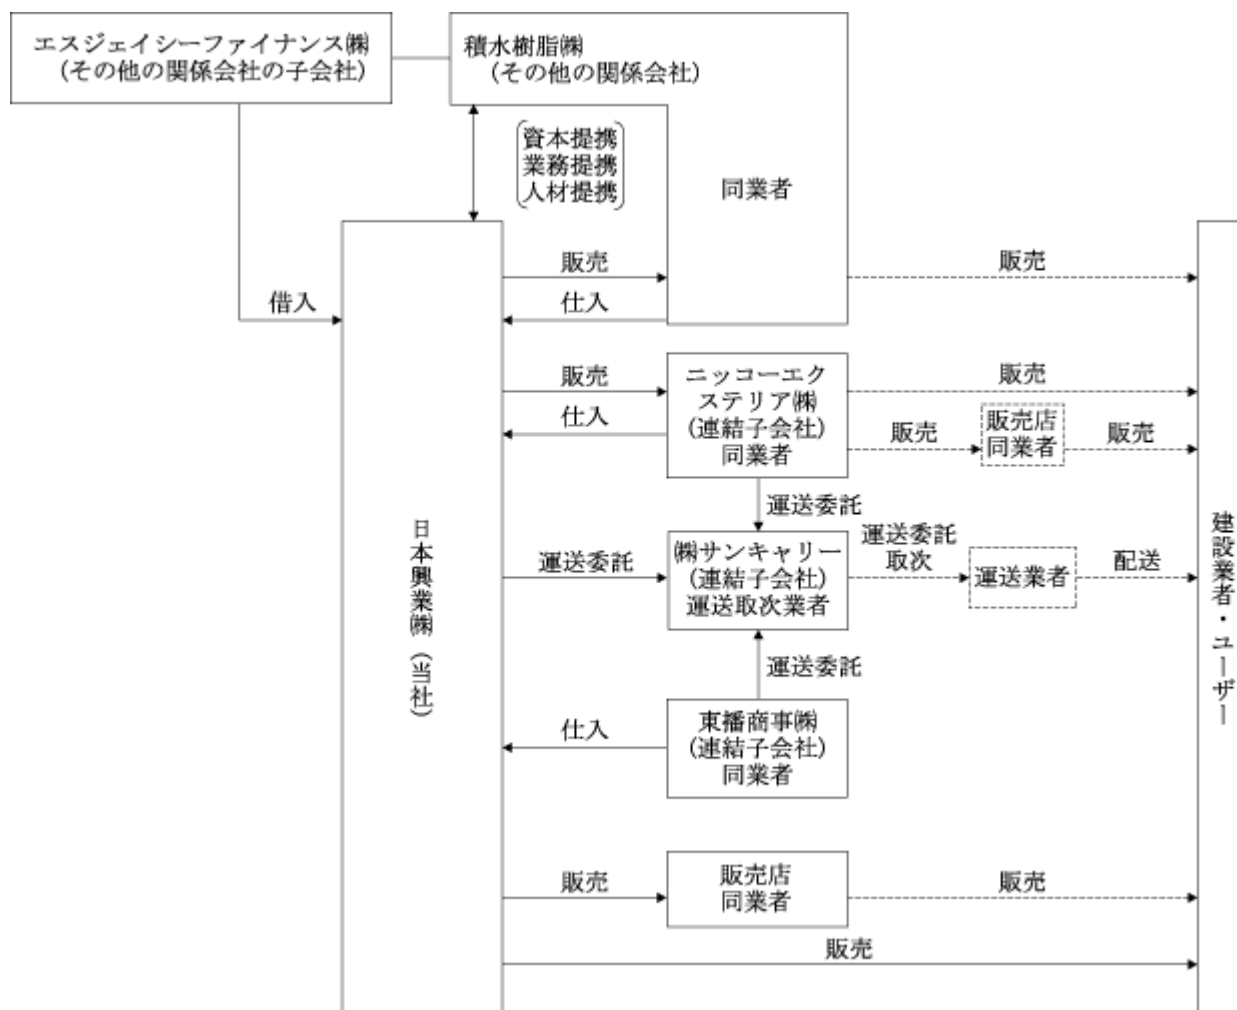 エスジェイシーファイナンス㈱
（その他の関係会社の子会社）
積水樹脂㈱
（その他の関係会社）
資本提携
業務提携
人材提携
同業者
販売
販売
借入
仕入
販売
仕入
ニッコーエク
ステリア㈱
（連結子会社）
同業者
販売
販売
販売店
同業者
販売
運送委託
日本興業㈱（当社）
運送委託
㈱サンキャリー
（連結子会社）
運送取次業者
運送委託
取次
運送業者
配送
建設業者・ユーザー
運送委託
仕入
東播商事㈱
（連結子会社）
同業者
販売
販売店
同業者
販売
販売